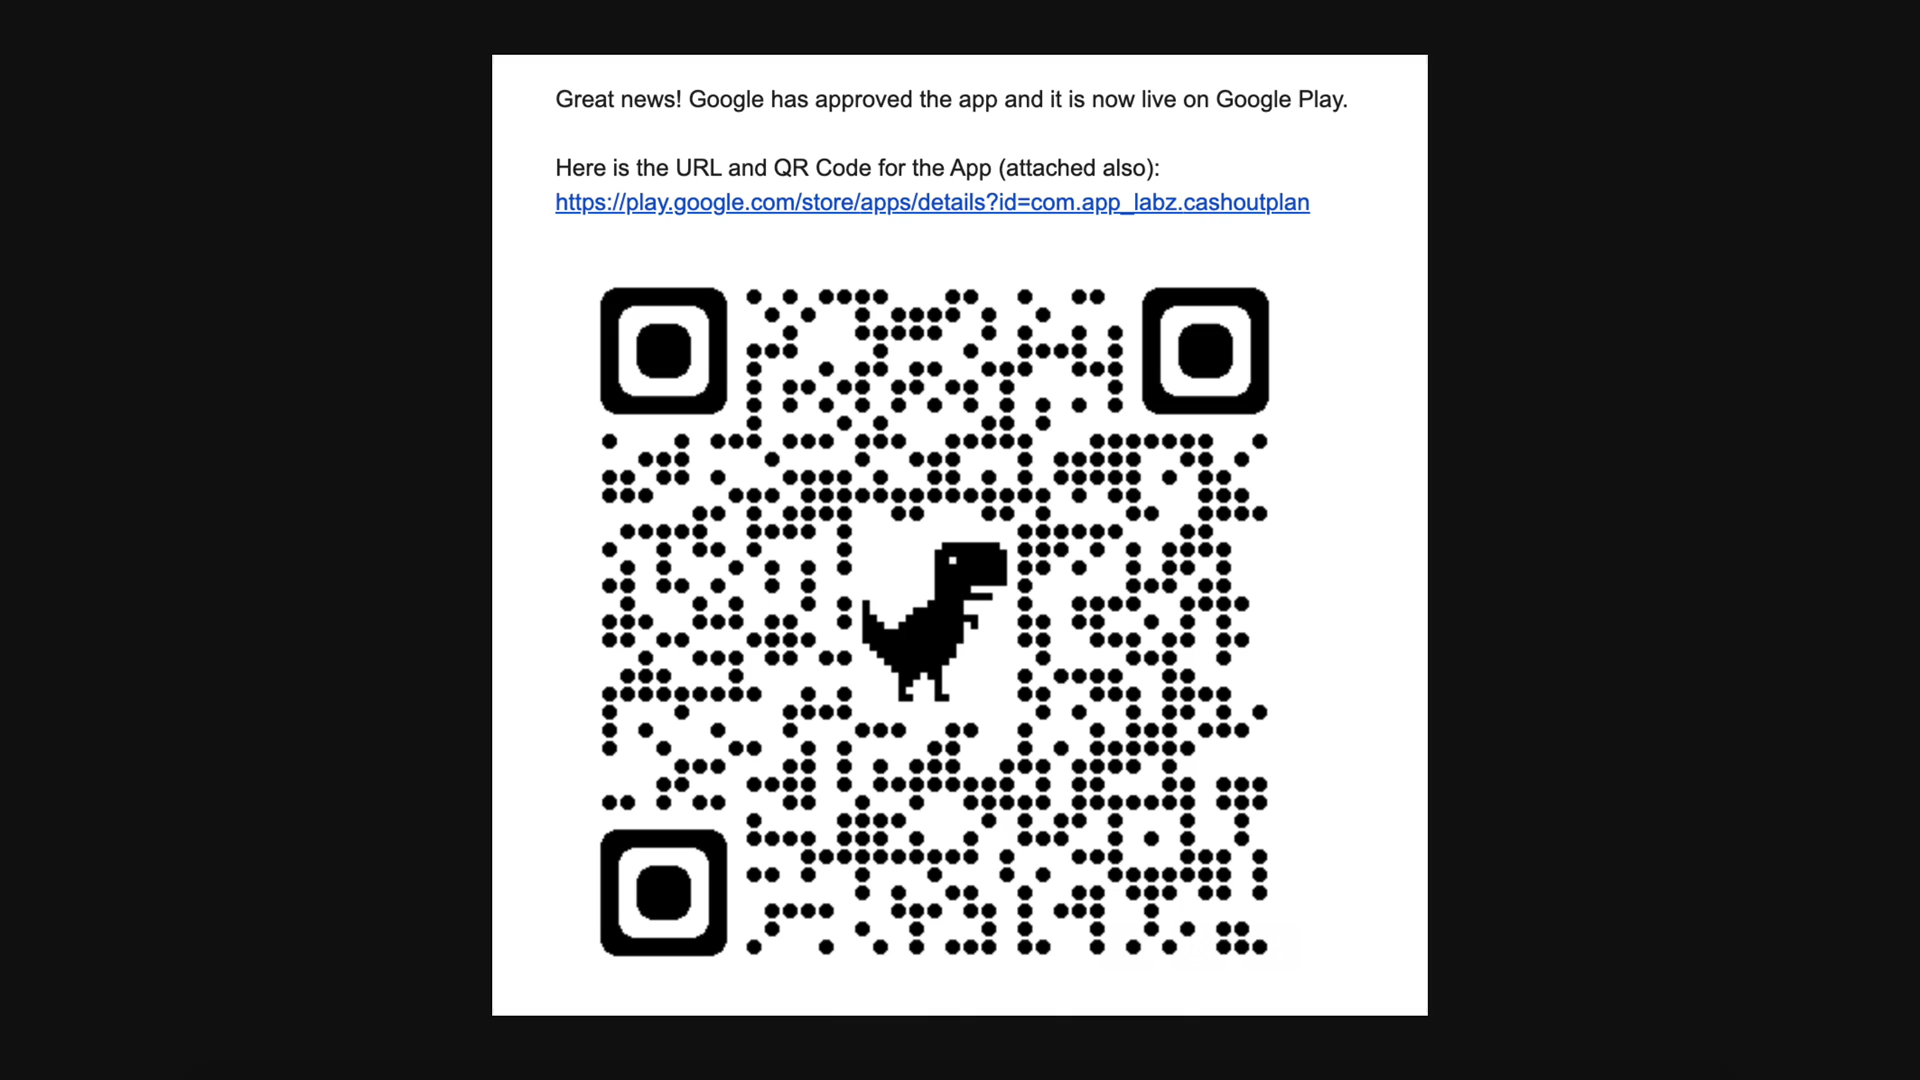 Great news! Google has approved the app and it is now live on Google Play.
Here is the URL and QR Code for the App (attached also):
https://play.google.com/store/apps/details?id=com.app_labz.cashoutplan